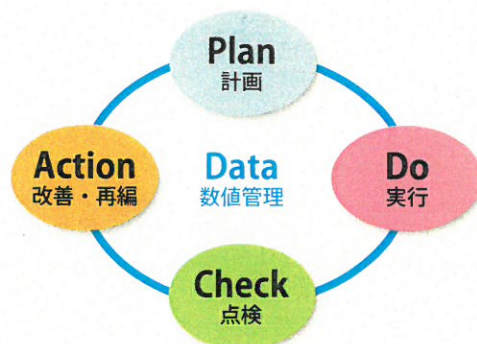 Plan
計画
Action
改善・再編
Data
数値管理
Do
実行
Check
点検